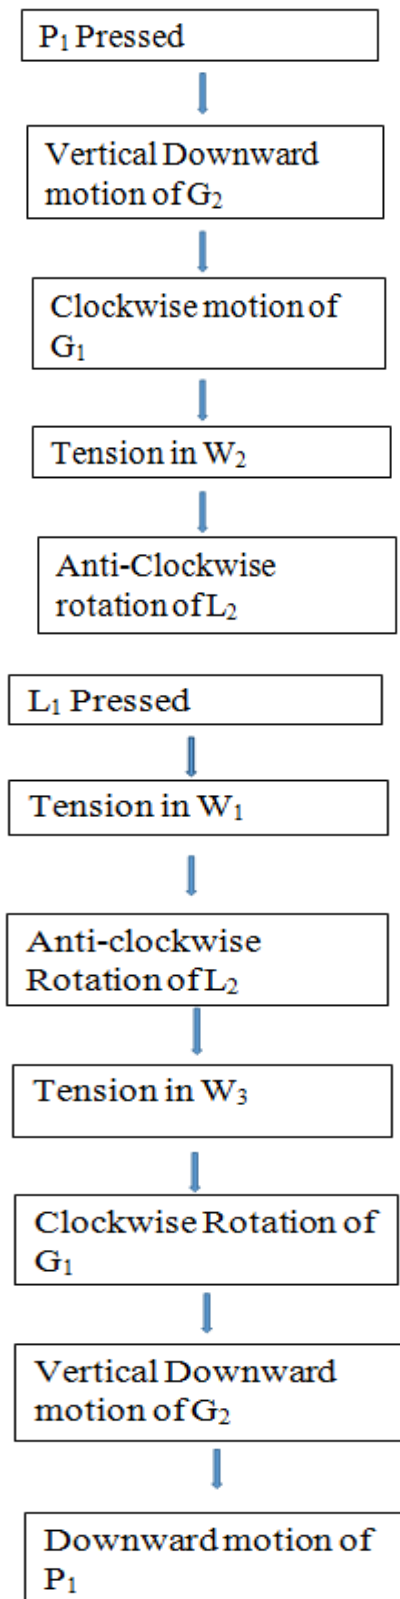 P₁ Pressed
Vertical Downward
motion of G₂
Clockwise motion of
G₁
Tension in W₂
Anti-Clockwise
rotation of L₂
L₁ Pressed
Tension in W₁
Anti-clockwise
Rotation of L₂
Tension in W₃
Clockwise Rotation of
G₁
Vertical Downward
motion of G₂
Downward motion of
P₁